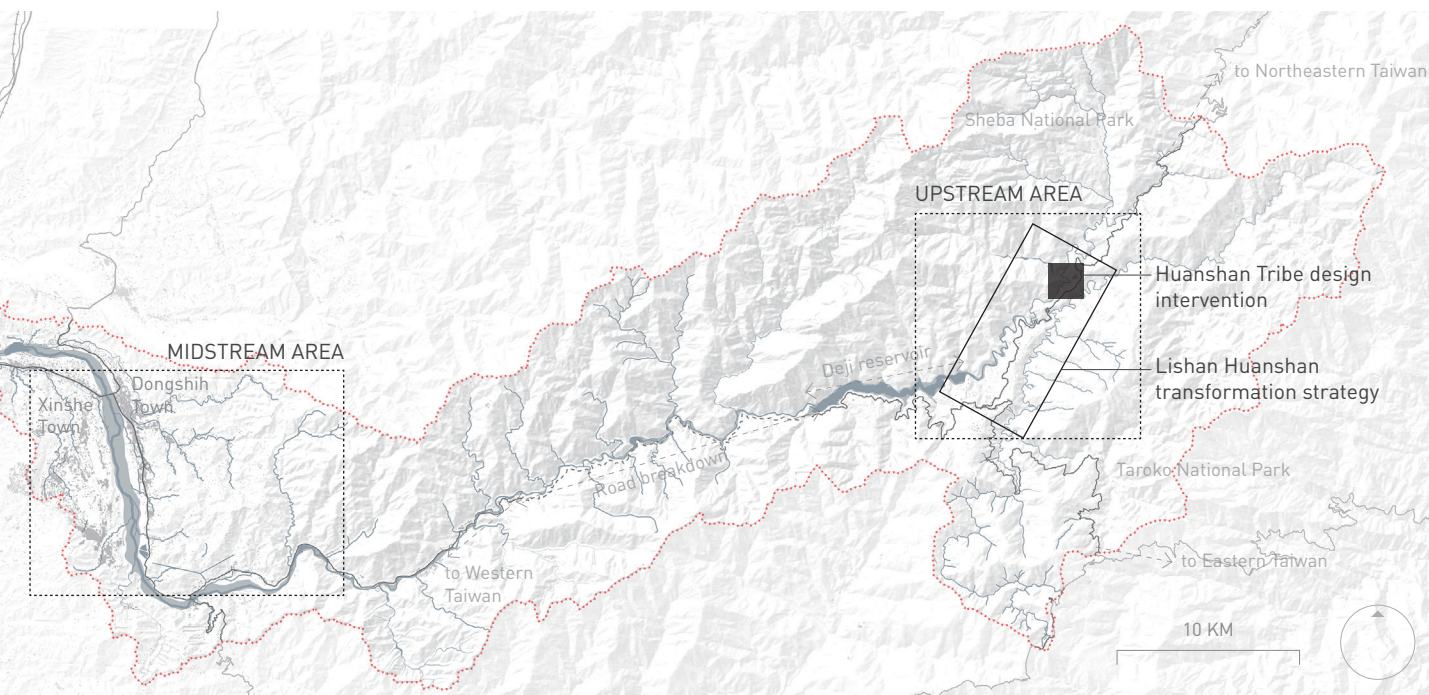 to Northeastern Taiwan
Sheba National Park
UPSTREAM AREA
Huanshan Tribe design
intervention
MIDSTREAM AREA
Deji reservoir
Lishan Huanshan
transformation strategy
Dongshih
Town
Xinshe
Town
Road breakdown
Taroko National Park
to Western
Taiwan
to Eastern Taiwan
10 KM